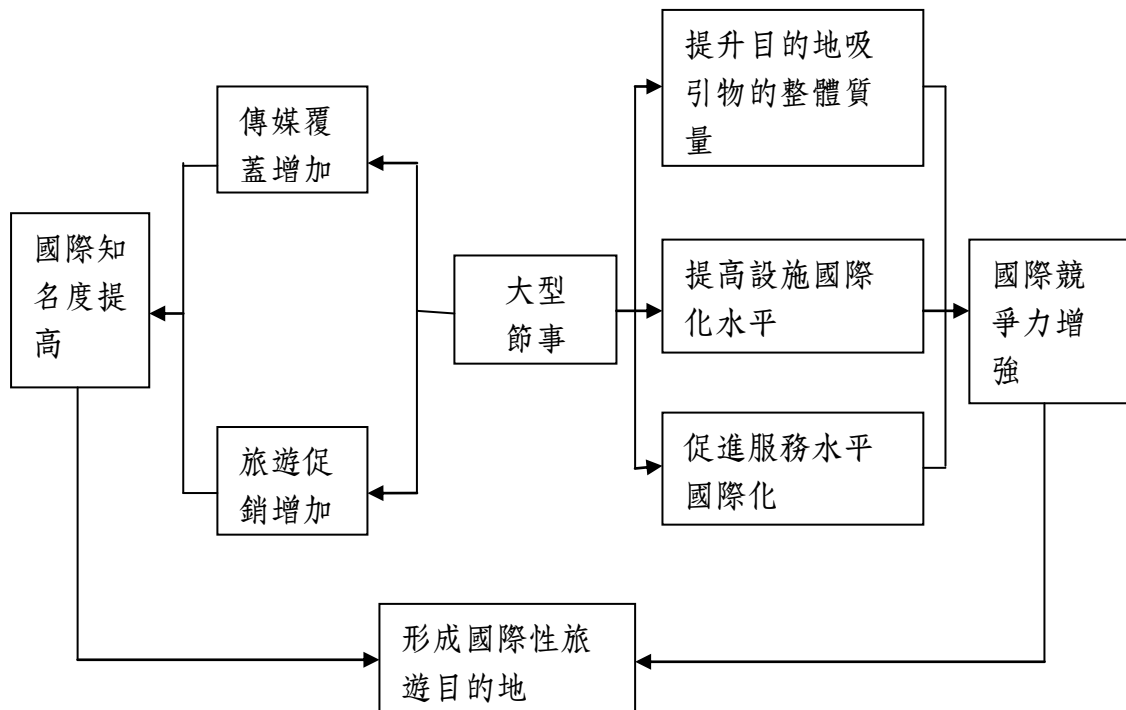 提升目的地吸
引物的整體質
量
傳媒覆
蓋增加
國際知
名度提
高
大型
節事
提高設施國際
化水平
國際競
爭力增
強
旅遊促
銷增加
促進服務水平
國際化
形成國際性旅
遊目的地